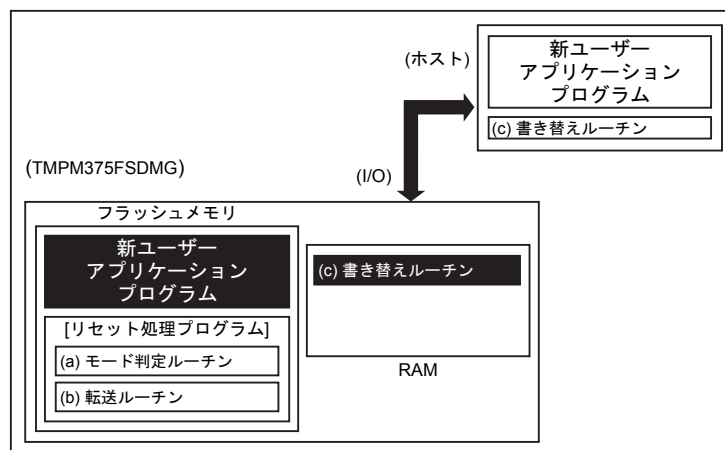 (ホスト)
新ユーザー
アプリケーション
プログラム
(c) 書き替えルーチン
(TMPM375FSDMG)
(I/O)
フラッシュメモリ
新ユーザー
アプリケーション
プログラム
[リセット処理プログラム]
(a) モード判定ルーチン
(b) 転送ルーチン
(c) 書き替えルーチン
RAM